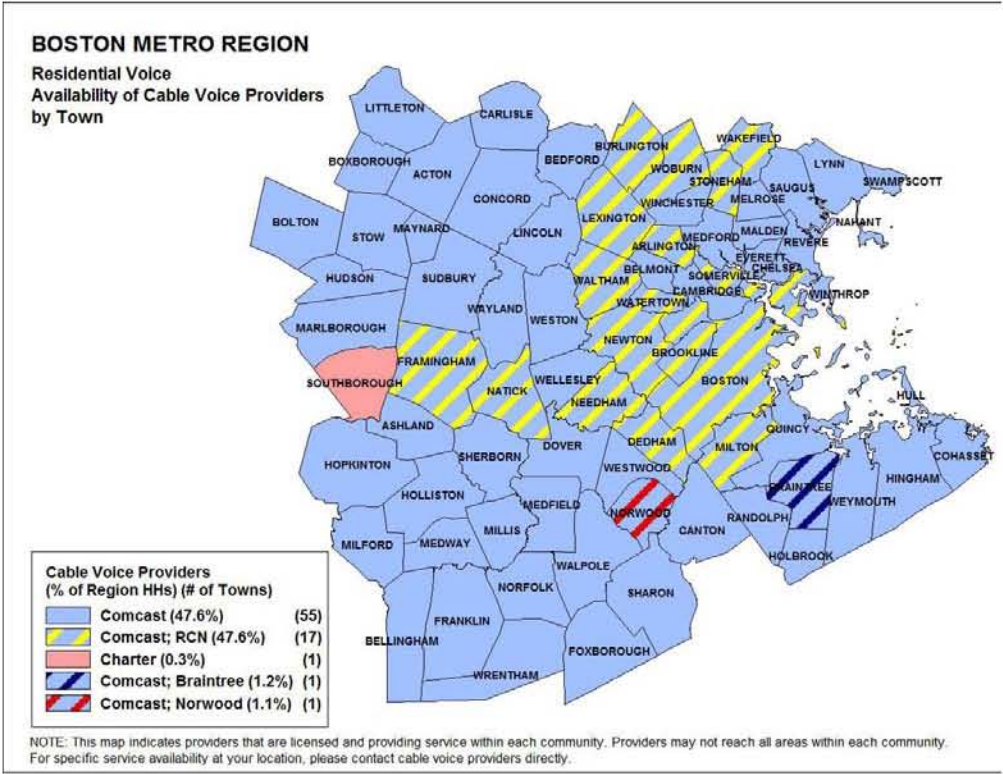 BOSTON METRO REGION
Residential Voice
Availability of Cable Voice Providers
by Town
LITTLETON
CARLISLE
BOXBOROUGH
ACTON
BEDFORD
BURLINGTON
WAKEFIELD
WOBURN
STONEHAM
LYNN
SWAMPSCOTT
SAUGUS
CONCORD
WINCHESTER
MELROSE
BOLTON
STOW
MAYNARD
LINCOLN
LEXINGTON
NAHANT
ARLINGTON
MEDFORD
MALDEN
REVERE
EVERETT
HUDSON
SUDBURY
WALTHAM
BELMONT
SOMERVILLE
CHELSEA
CAMBRIDGE
WINTHROP
WATERTOWN
MARLBOROUGH
WAYLAND
WESTON
NEWTON
BROOKLINE
SOUTHBOROUGH
FRAMINGHAM
NATICK
WELLESLEY
BOSTON
NEEDHAM
HULL
ASHLAND
SHERBORN
DOVER
DEDHAM
MILTON
QUINCY
HOPKINTON
WESTWOOD
COHASSET
HINGHAM
HOLLISTON
MEDFIELD
NORWOOD
BRAINTREE
WEYMOUTH
MILFORD
MEDWAY
MILLIS
CANTON
RANDOLPH
HOLBROOK
WALPOLE
NORFOLK
SHARON
FRANKLIN
BELLINGHAM
FOXBOROUGH
WRENTHAM
Cable Voice Providers
(% of Region HHs) (# of Towns)
Comcast (47.6%) (55)
Comcast; RCN (47.6%) (17)
Charter (0.3%) (1)
Comcast; Braintree (1.2%) (1)
Comcast; Norwood (1.1%) (1)
NOTE: This map indicates providers that are licensed and providing service within each community. Providers may not reach all areas within each community.
For specific service availability at your location, please contact cable voice providers directly.